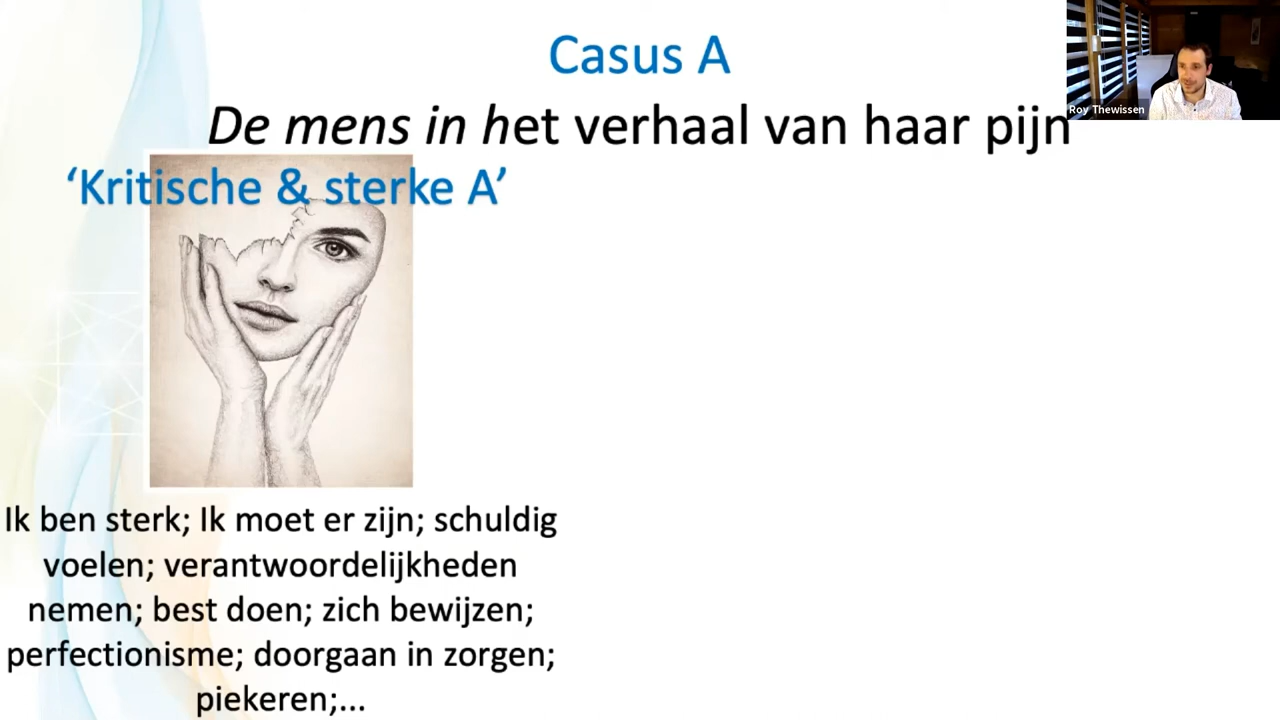 Casus A
Roy Thewissen
De mens in het verhaal van haar pijn
‘Kritische & sterke A’
Ik ben sterk; Ik moet er zijn; schuldig
voelen; verantwoordelijkheden
nemen; best doen; zich bewijzen;
perfectionisme; doorgaan in zorgen;
piekeren;...